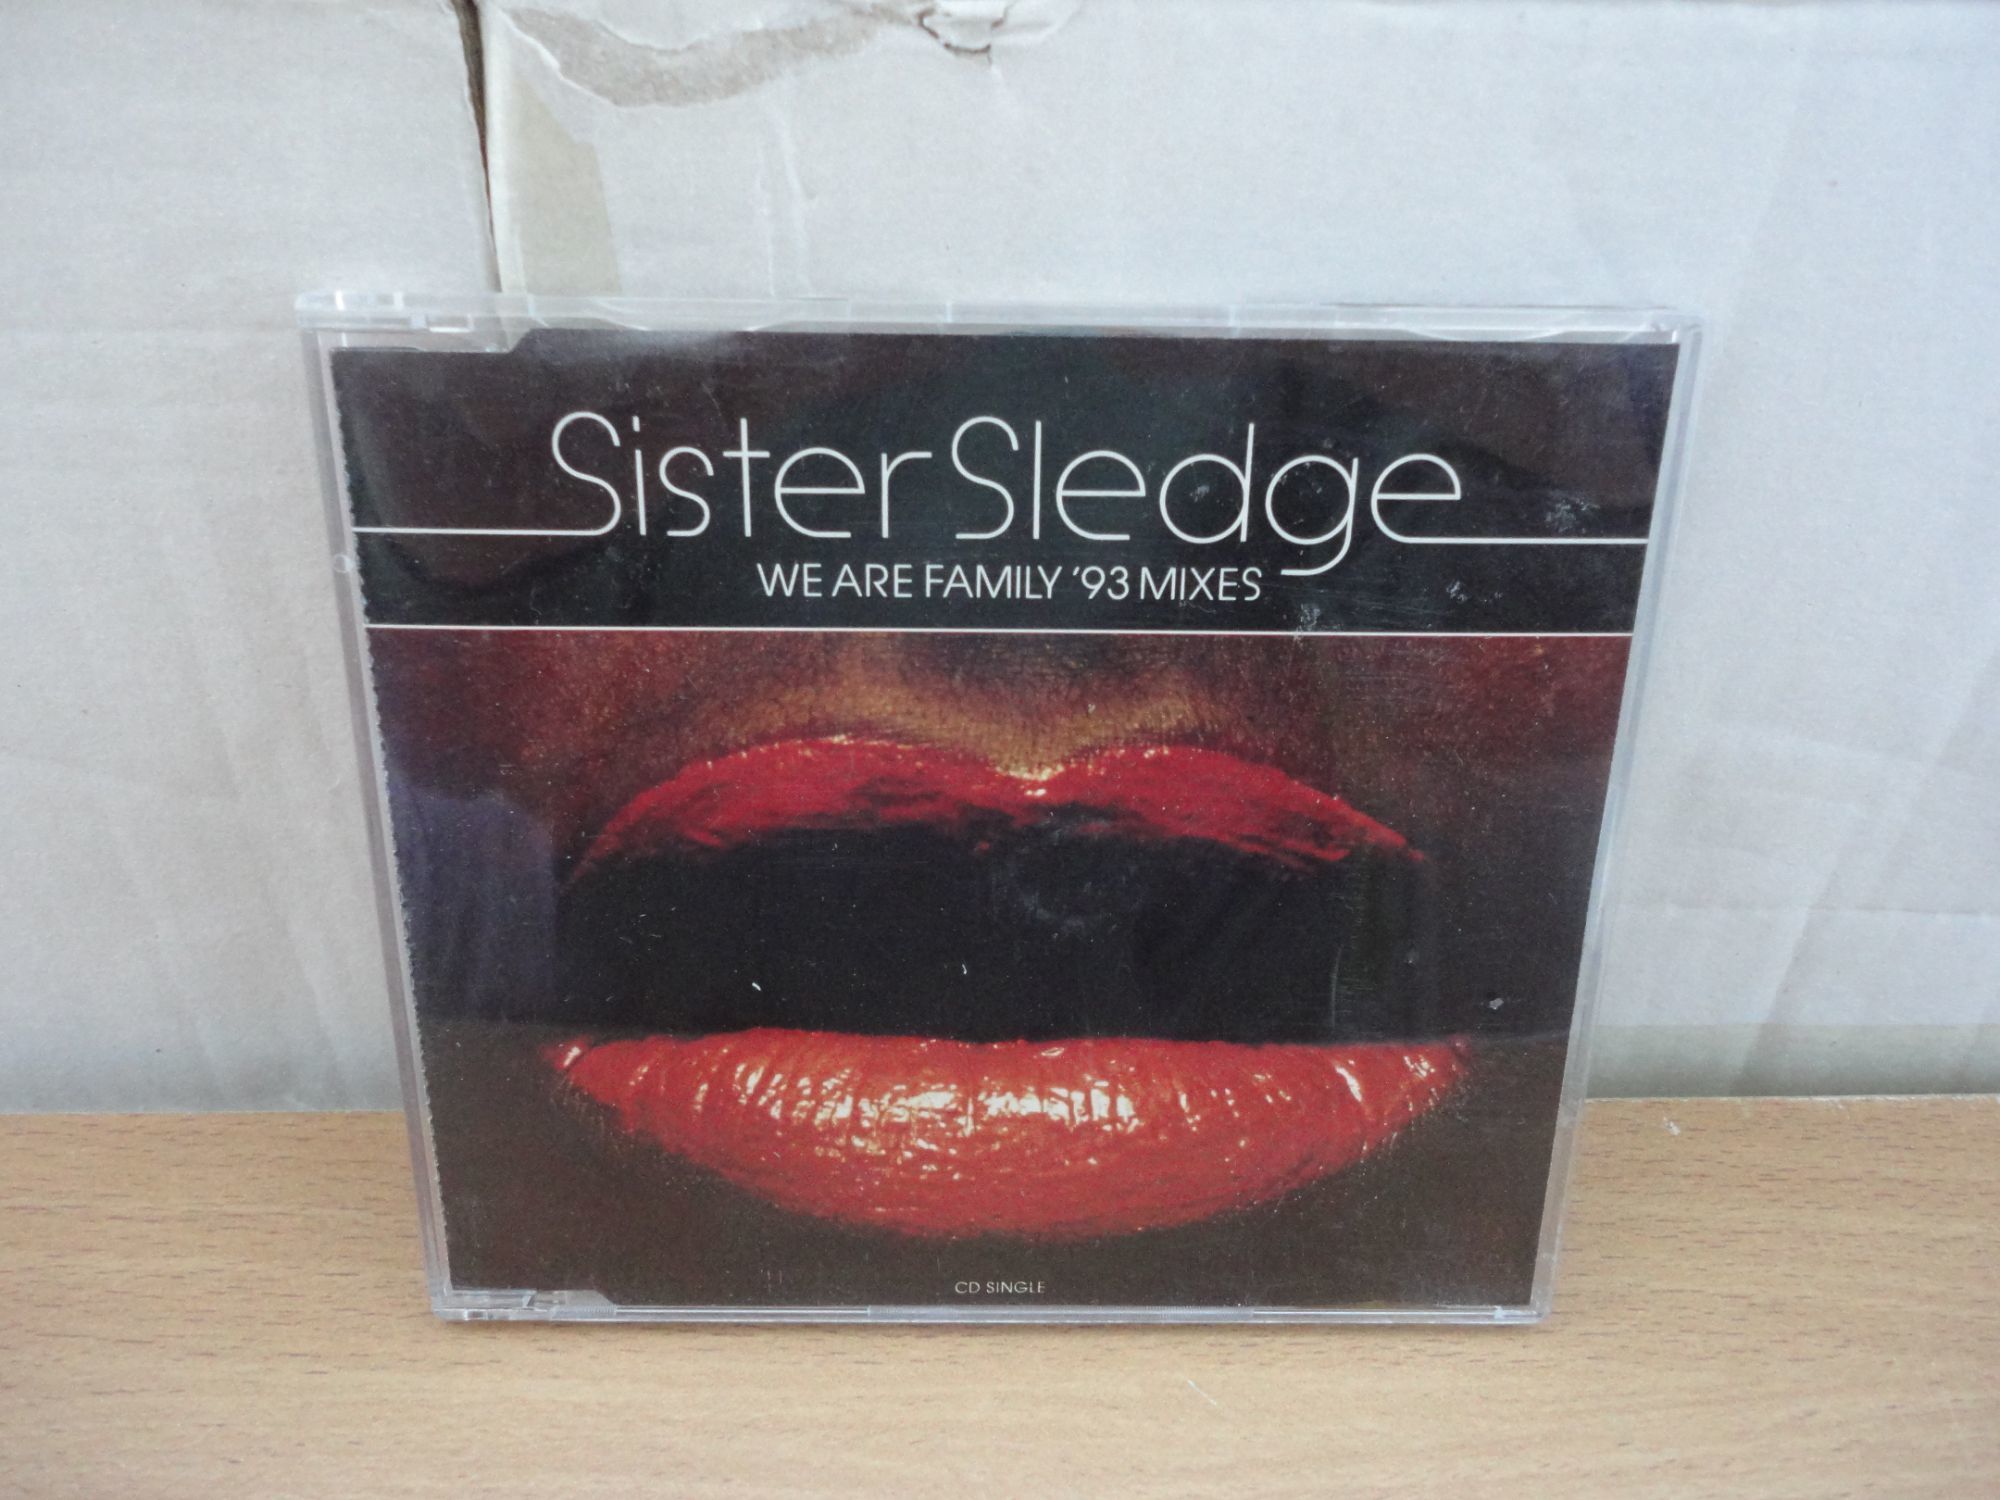 Sister Sledge
WE ARE FAMILY '93 MIXES
CD SINGLE